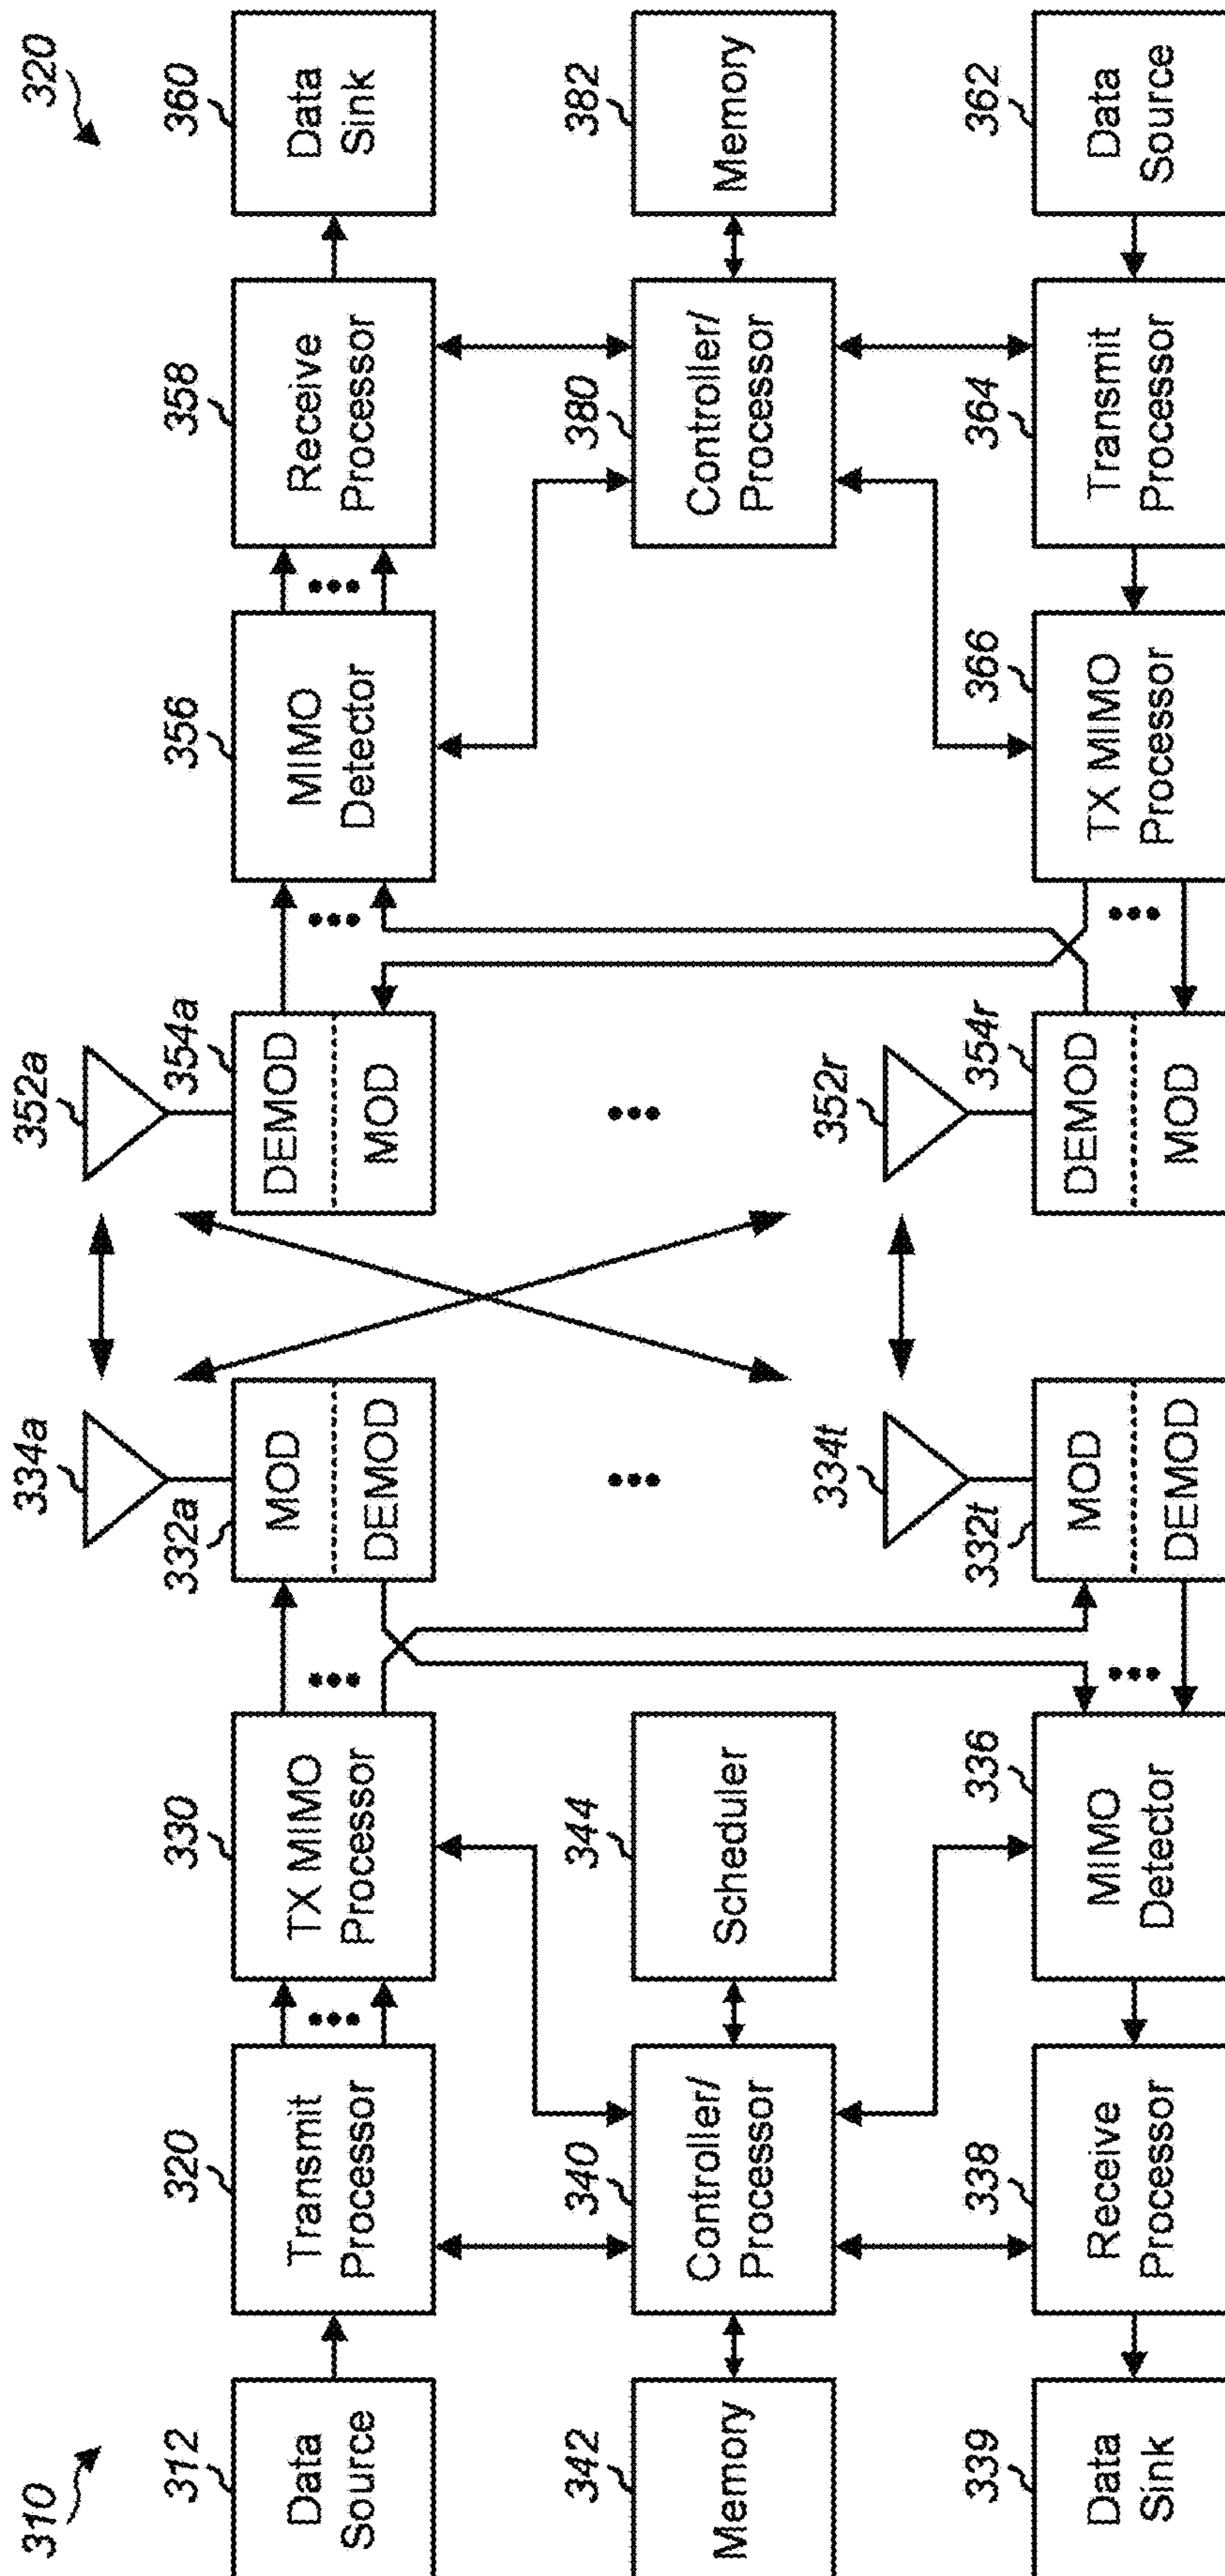 310
320
334a
352a
312
320
330
332a
354a
356
358
360
Data
Source
Transmit
Processor
TX MIMO
Processor
MOD
DEMOD
DEMOD
MOD
MIMO
Detector
Receive
Processor
Data
Sink
342
340
344
380
382
Memory
Controller/
Processor
Scheduler
Controller/
Processor
Memory
334t
352r
339
338
336
332t
354r
366
364
362
Data
Sink
Receive
Processor
MIMO
Detector
MOD
DEMOD
DEMOD
MOD
TX MIMO
Processor
Transmit
Processor
Data
Source